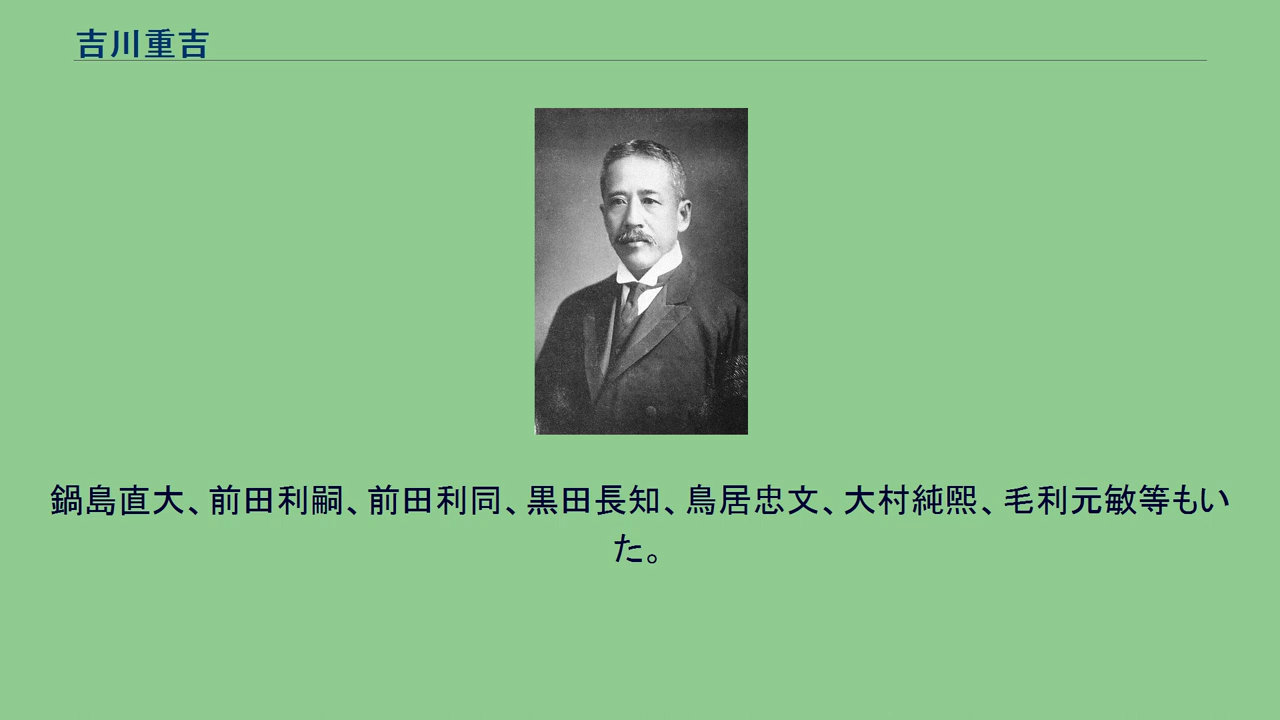 吉川重吉
鍋島直大、前田利嗣、前田利同、黒田長知、鳥居忠文、大村純煕、毛利元敏等もい
た。